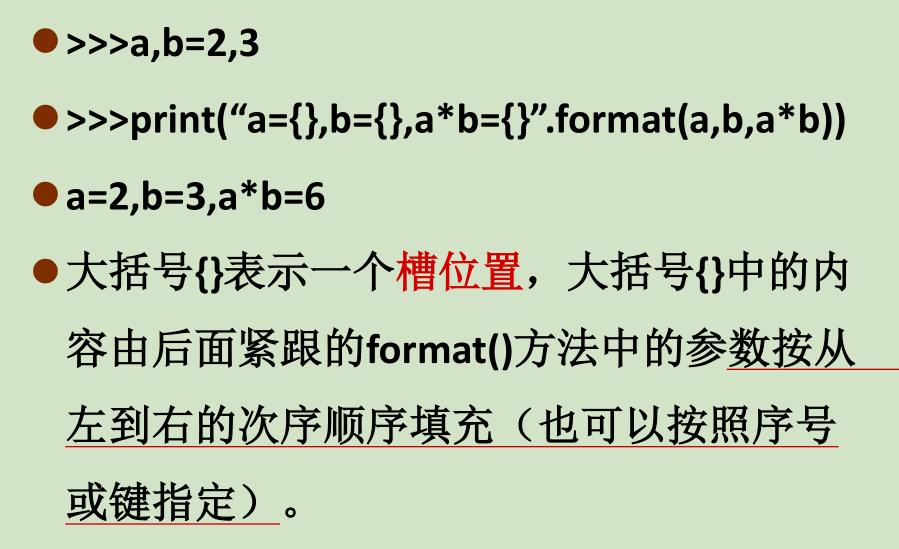 >>>a,b=2,3
>>>print(“a={},b={},a*b={}”.format(a,b,a*b))
a=2,b=3,a*b=6
大括号{}表示一个槽位置，大括号{}中的内
容由后面紧跟的format()方法中的参数按从
左到右的次序顺序填充（也可以按照序号
或键指定）。